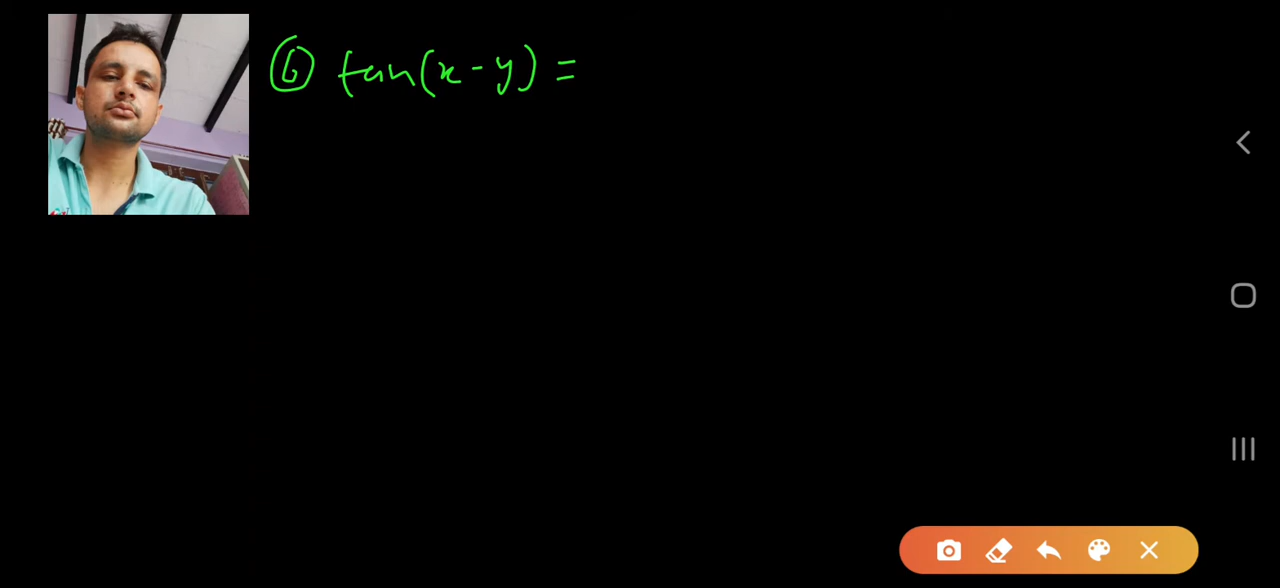 ⑥ tan(x-y) =